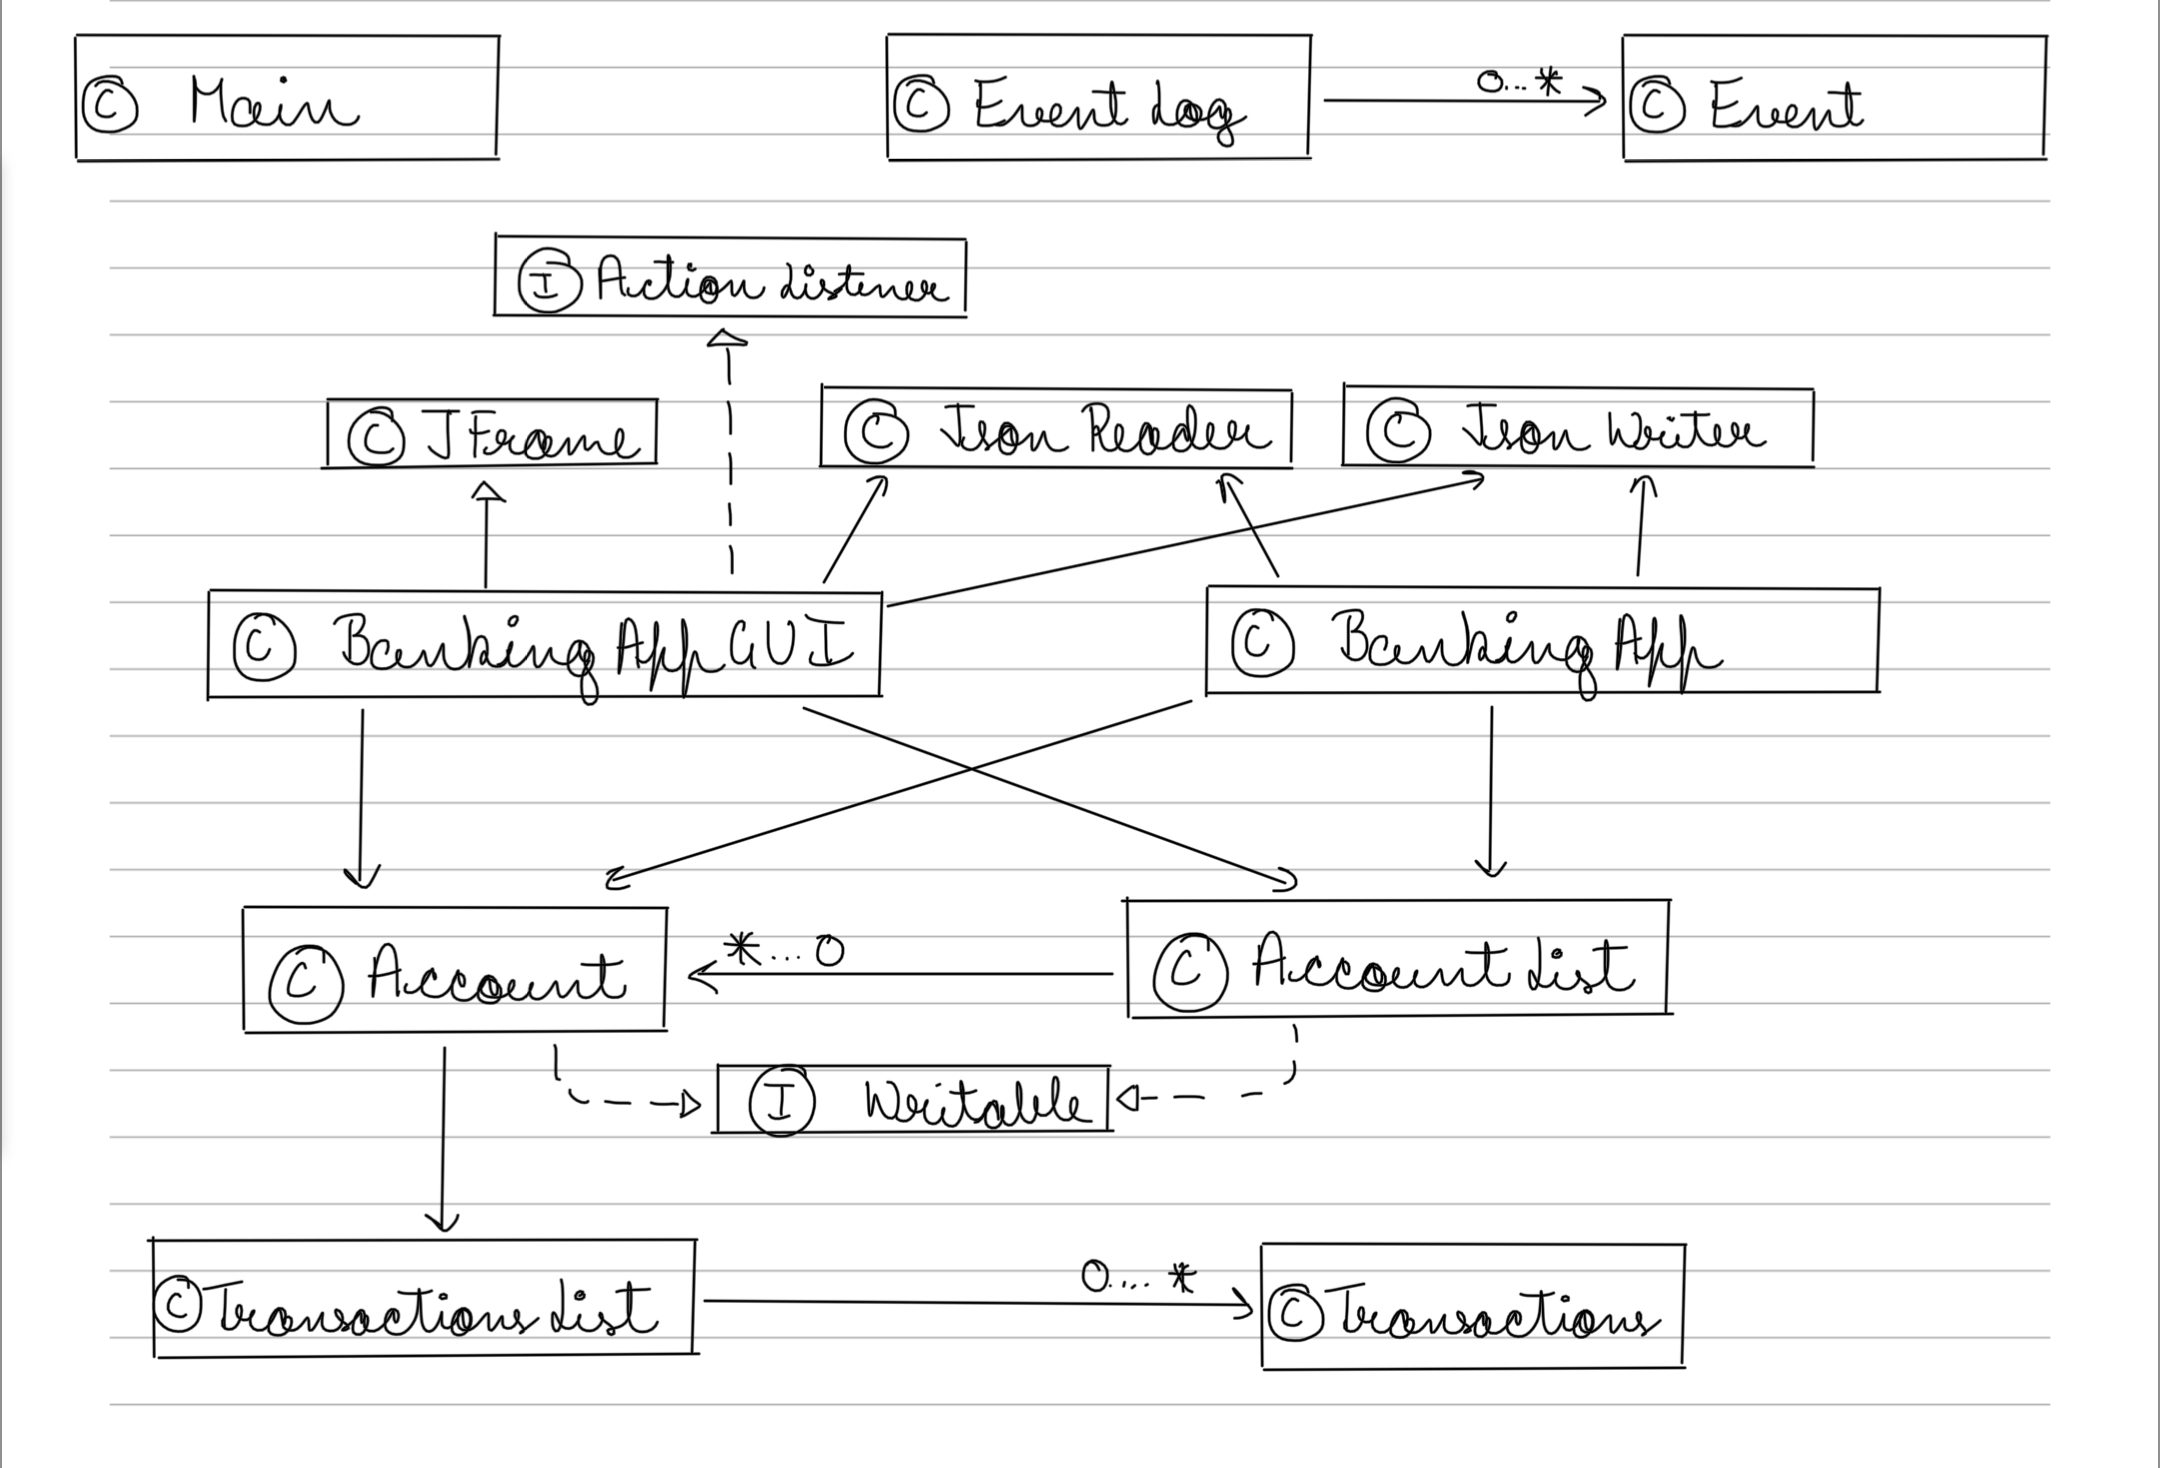 C Main
C Event Log
0...*
C Event
I Action Listener
C JFrame
C Json Reader
C Json Writer
C Banking App GUI
C Banking App
C Account
*...0
C Account List
I Writable
C Transactions List
0....*
C Transactions